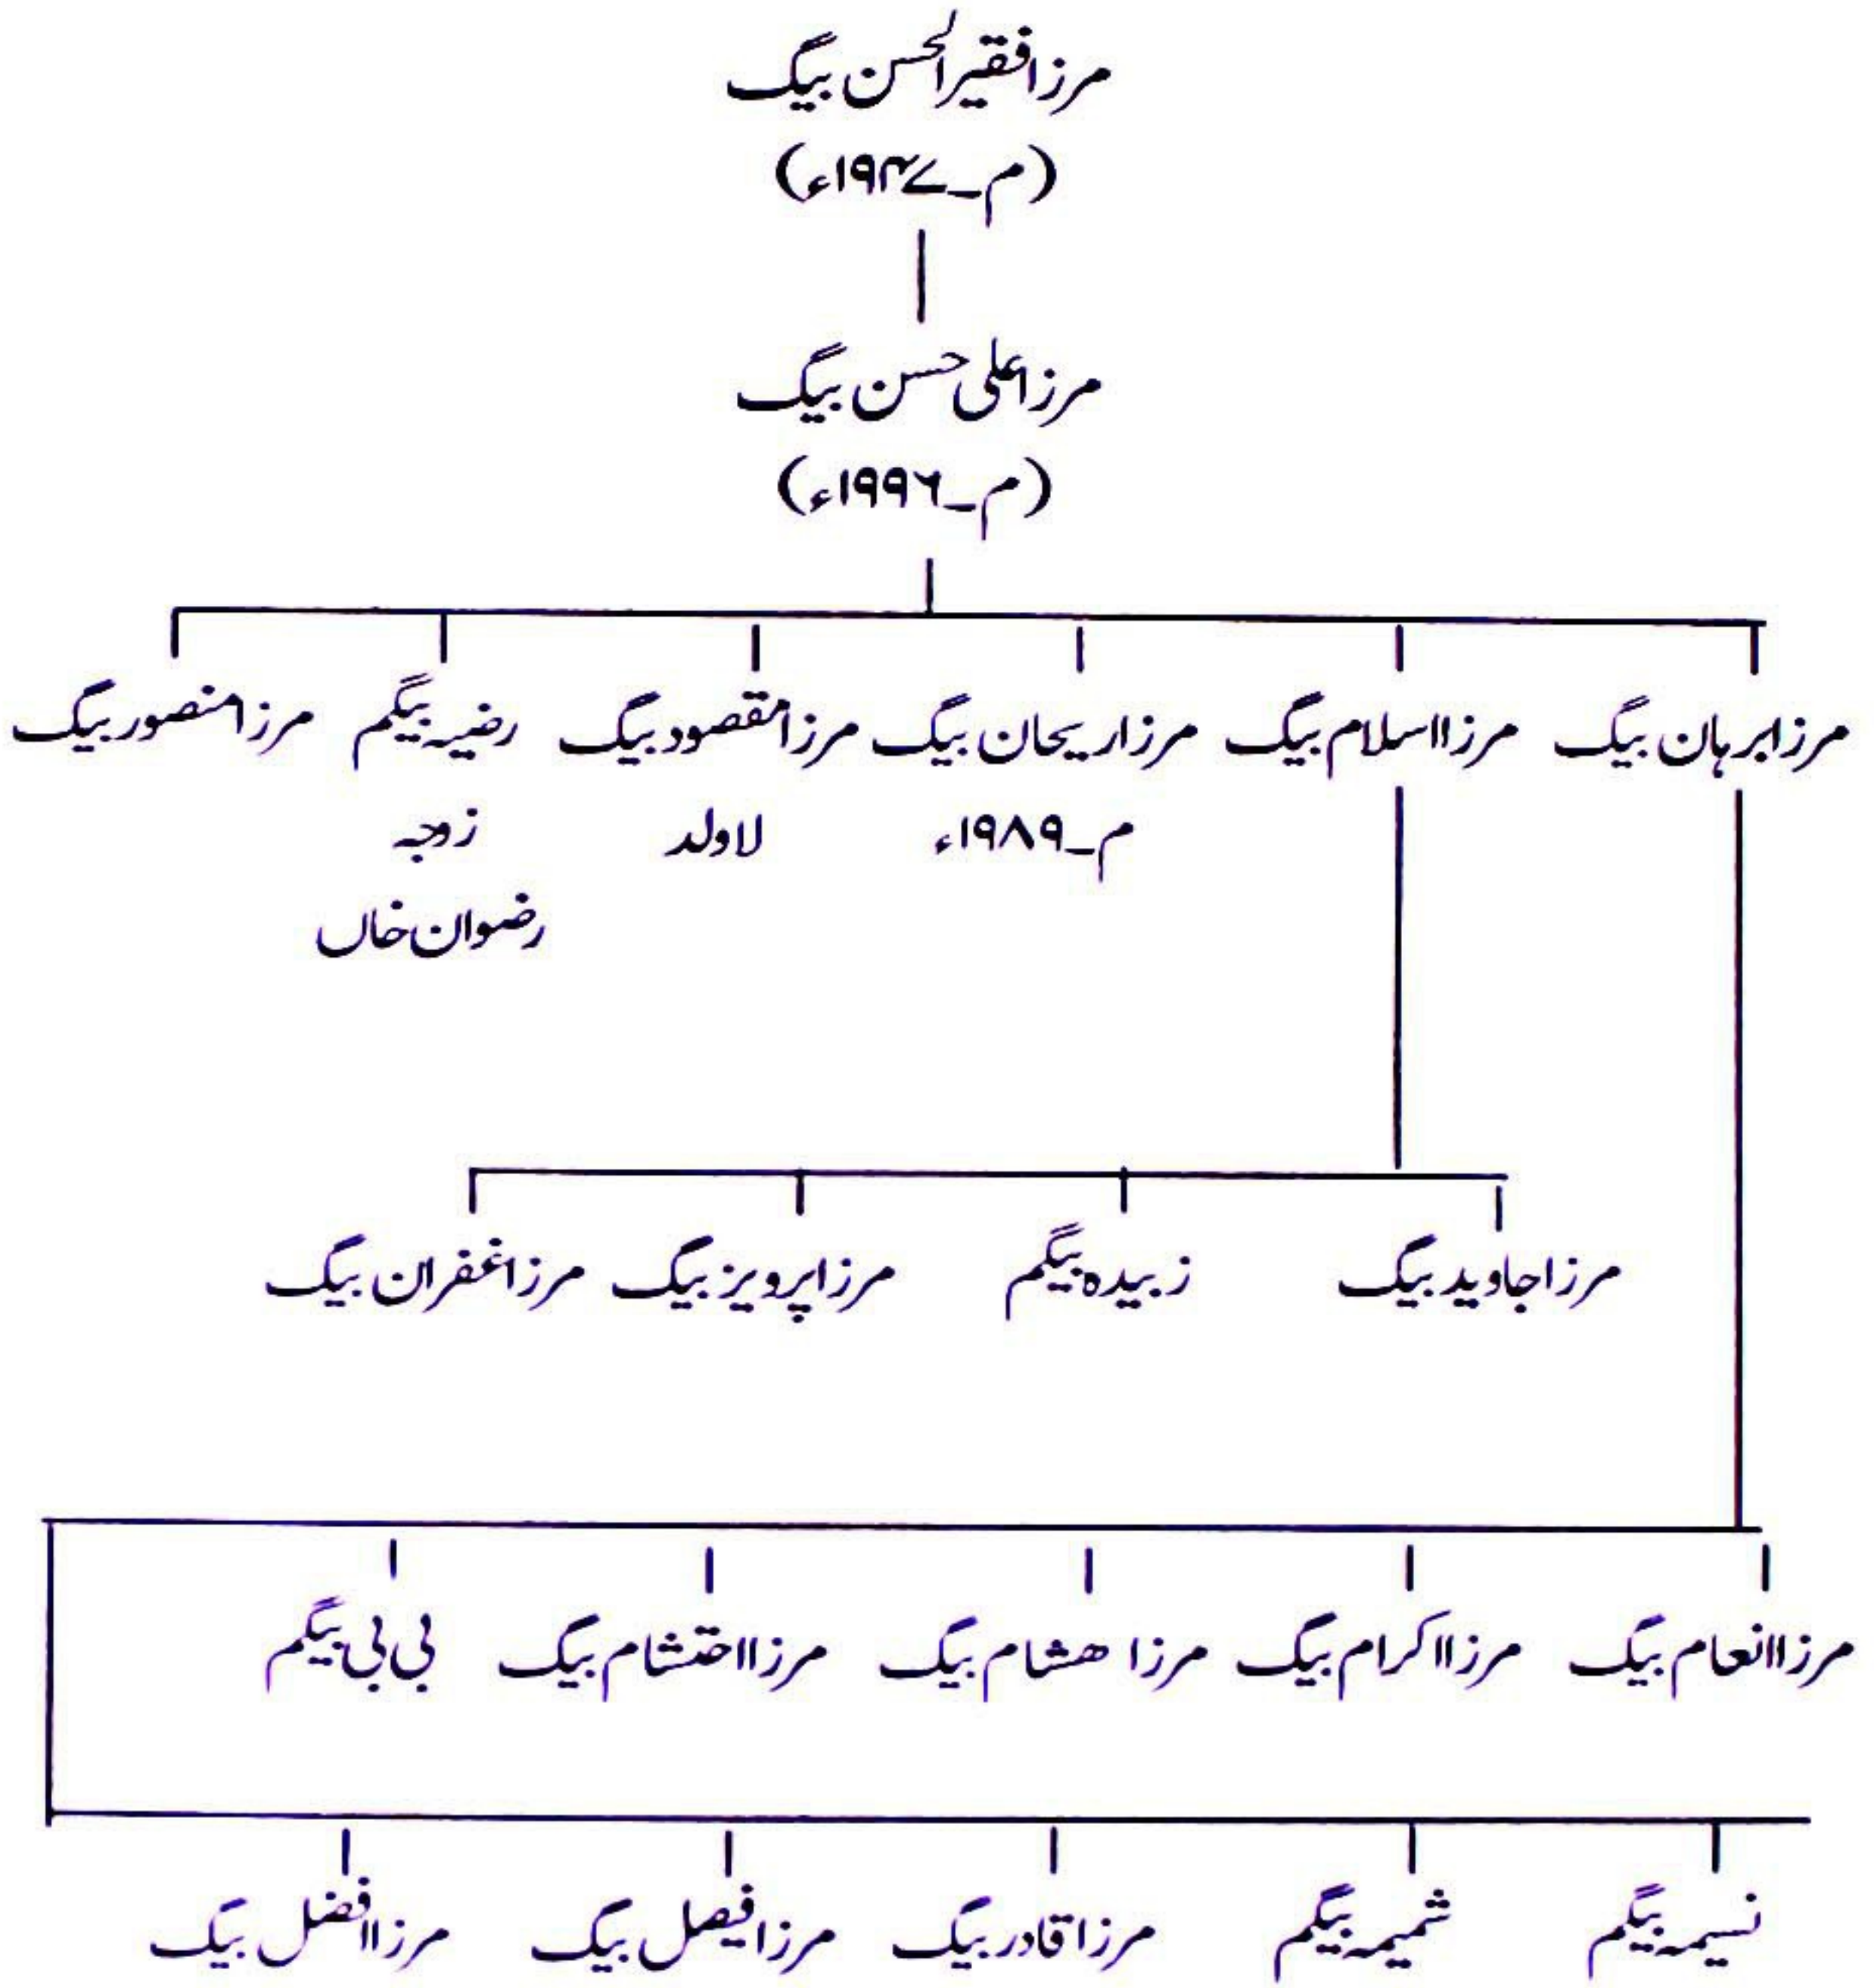 مرزا فقیر الحسن بیگ
(م۔۱۹۴۷ء)
مرزا علی حسن بیگ
(م۔۱۹۹۶ء)
مرزا برہان بیگ مرزا اسلام بیگ مرزا ریحان بیگ مرزا مقصود بیگ رضیہ بیگم مرزا منصور بیگ
م۔۱۹۸۹ء لاولد زوجہ
رضوان خاں
مرزا جاوید بیگ زبیدہ بیگم مرزا پرویز بیگ مرزا غفران بیگ
مرزا انعام بیگ مرزا اکرام بیگ مرزا ھشام بیگ مرزا احتشام بیگ بی بی بیگم
نسیمہ بیگم شمیمہ بیگم مرزا قادر بیگ مرزا فیصل بیگ مرزا افضل بیگ